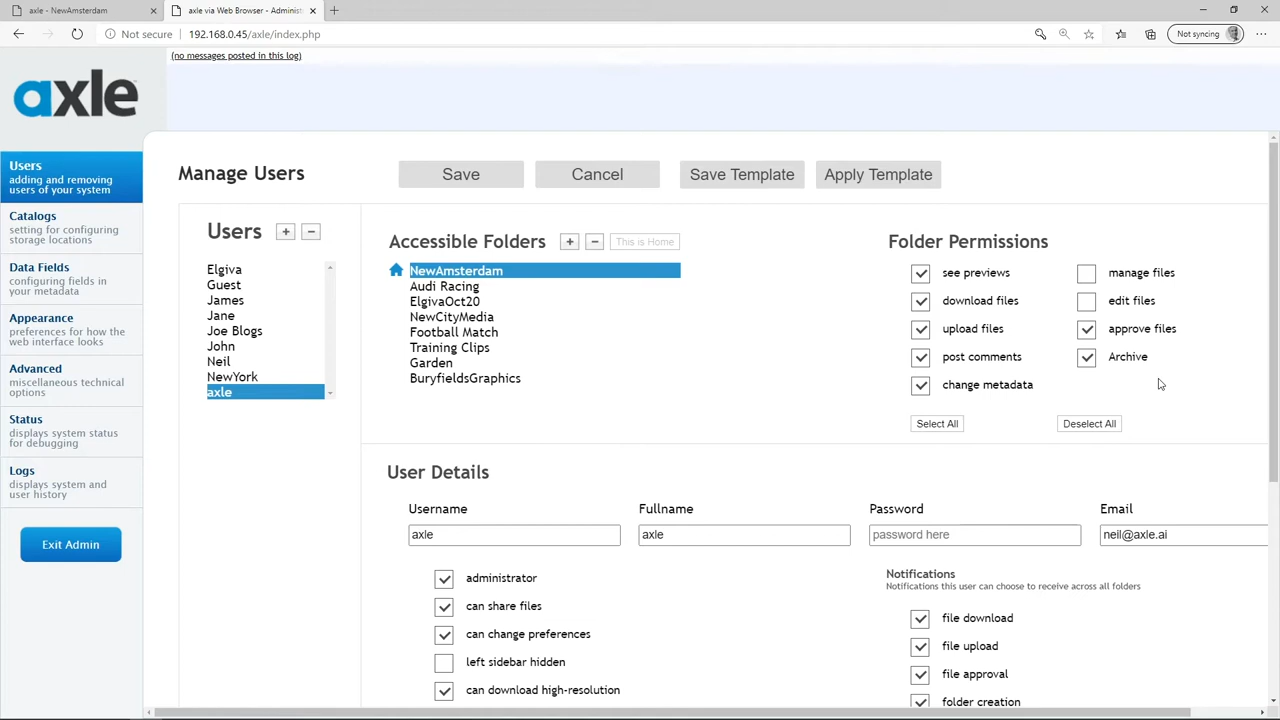 axle - NewAmsterdam
axle via Web Browser - Administ
Not secure
192.168.0.45/axle/index.php
Not syncing
(no messages posted in this log)
axle
Users
adding and removing
users of your system
Catalogs
setting for configuring
storage locations
Data Fields
configuring fields in
your metadata
Appearance
preferences for how the
web interface looks
Advanced
miscellaneous technical
options
Status
displays system status
for debugging
Logs
displays system and
user history
Exit Admin
Manage Users
Save
Cancel
Save Template
Apply Template
Users
+
-
Elgiva
Guest
James
Jane
Joe Blogs
John
Neil
NewYork
axle
Accessible Folders
+
-
This is Home
NewAmsterdam
Audi Racing
ElgivaOct20
NewCityMedia
Football Match
Training Clips
Garden
BuryfieldsGraphics
Folder Permissions
see previews
download files
upload files
post comments
change metadata
manage files
edit files
approve files
Archive
Select All
Deselect All
User Details
Username
Fullname
Password
Email
axle
axle
password here
neil@axle.ai
administrator
can share files
can change preferences
left sidebar hidden
can download high-resolution
Notifications
Notifications this user can choose to receive across all folders
file download
file upload
file approval
folder creation